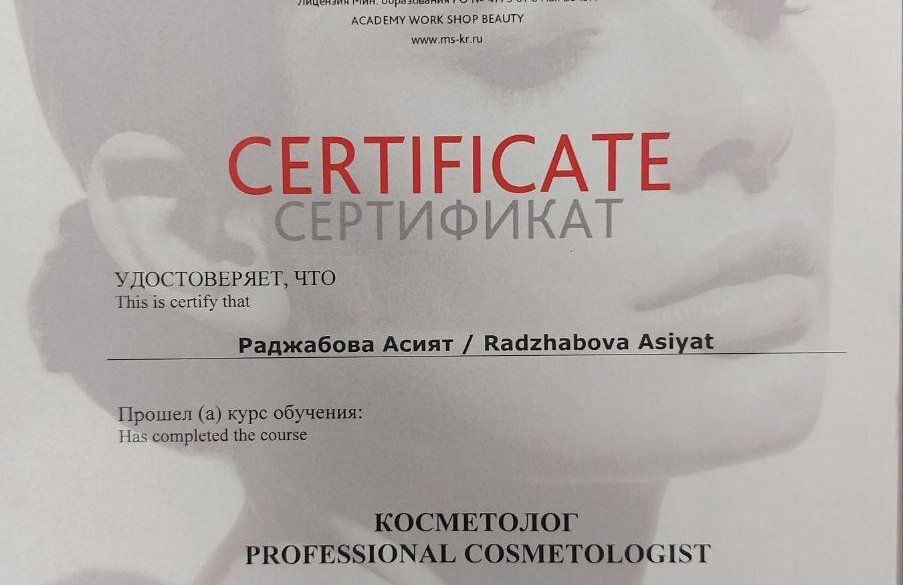 ACADEMY WORK SHOP BEAUTY
www.ms-kr.ru
CERTIFICATE
СЕРТИФИКАТ
УДОСТОВЕРЯЕТ, ЧТО
This is certify that
Раджабова Асият / Radzhabova Asiyat
Прошел (а) курс обучения:
Has completed the course
КОСМЕТОЛОГ
PROFESSIONAL COSMETOLOGIST